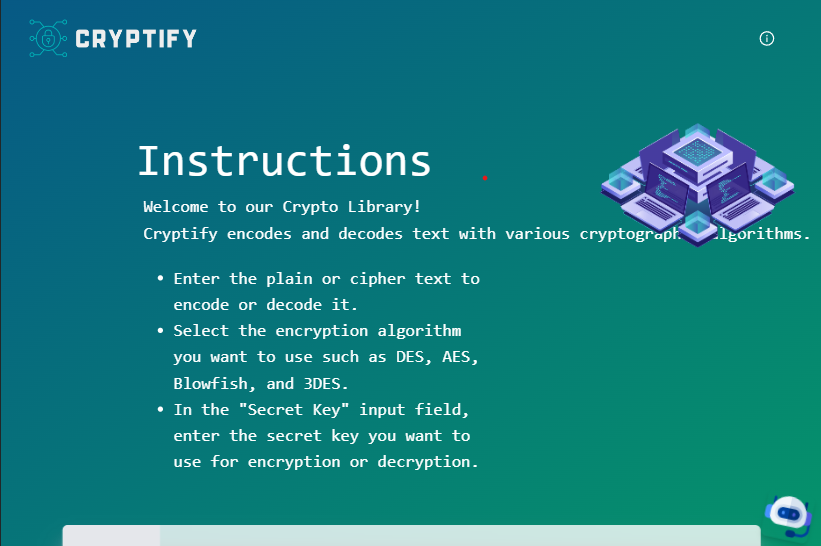 CRYPTIFY
Instructions
Welcome to our Crypto Library!
Cryptify encodes and decodes text with various cryptograph algorithms.
• Enter the plain or cipher text to
encode or decode it.
• Select the encryption algorithm
you want to use such as DES, AES,
Blowfish, and 3DES.
• In the "Secret Key" input field,
enter the secret key you want to
use for encryption or decryption.